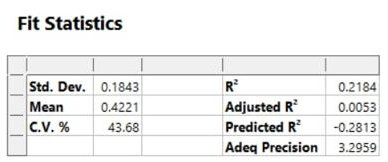 Fit Statistics
Std. Dev. 0.1843 R² 0.2184
Mean 0.4221 Adjusted R² 0.0053
C.V. % 43.68 Predicted R² -0.2813
Adeq Precision 3.2959